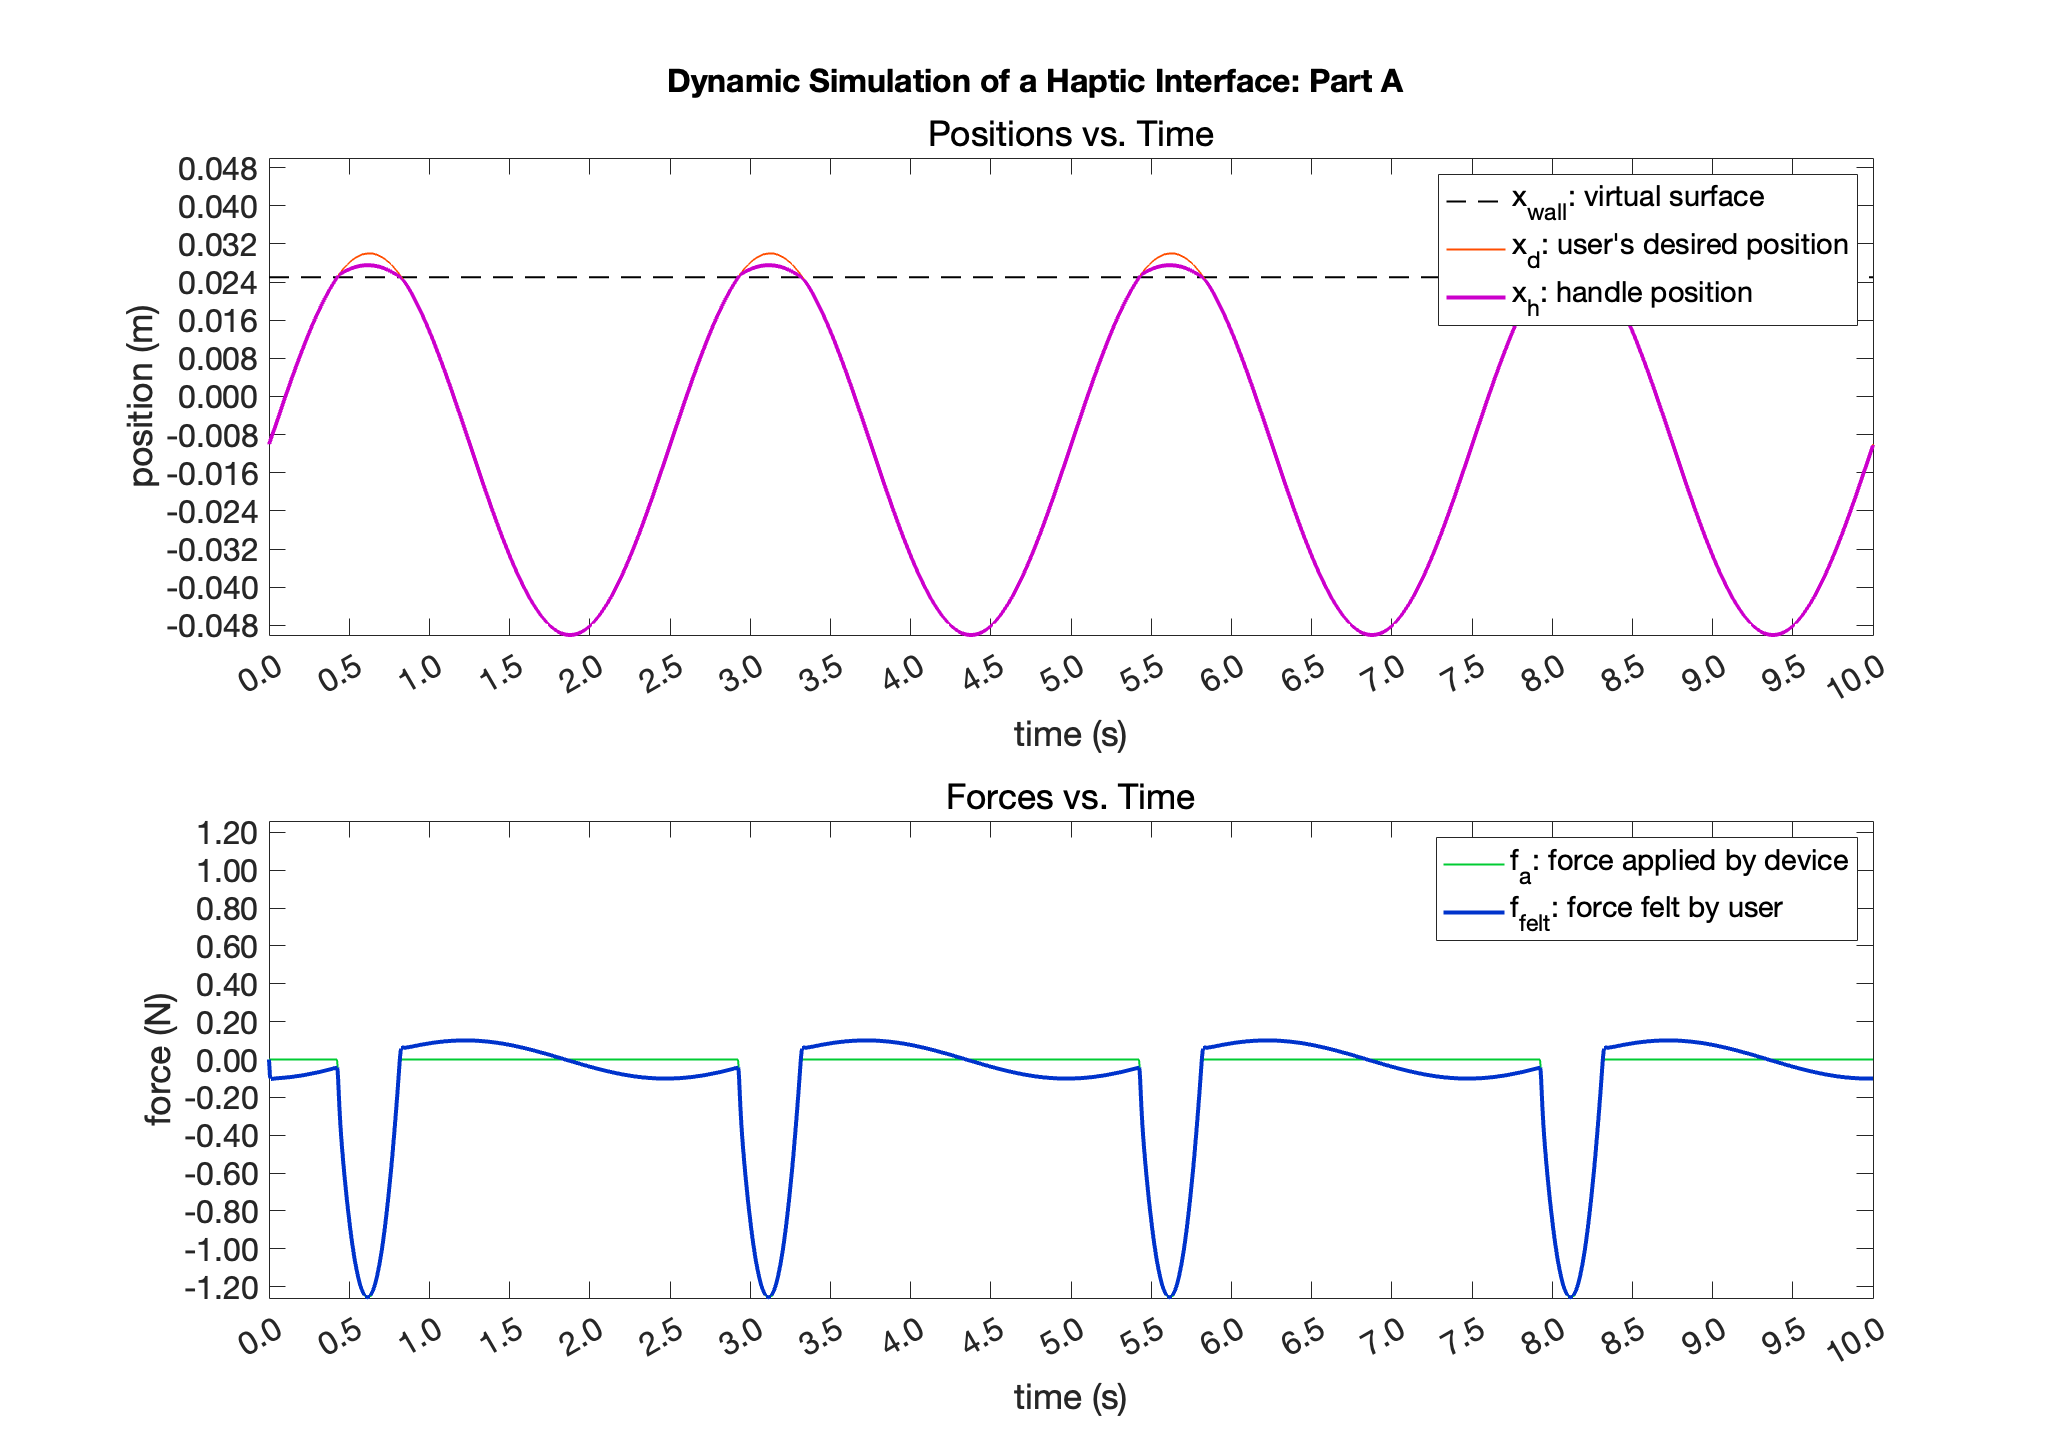 Dynamic Simulation of a Haptic Interface: Part A
Positions vs. Time
0.048
0.040
0.032
0.024
0.016
0.008
0.000
-0.008
-0.016
-0.024
-0.032
-0.040
-0.048
position (m)
x_wall: virtual surface
x_d: user's desired position
x_h: handle position
0.0 0.5 1.0 1.5 2.0 2.5 3.0 3.5 4.0 4.5 5.0 5.5 6.0 6.5 7.0 7.5 8.0 8.5 9.0 9.5 10.0
time (s)
Forces vs. Time
1.20
1.00
0.80
0.60
0.40
0.20
0.00
-0.20
-0.40
-0.60
-0.80
-1.00
-1.20
force (N)
f_a: force applied by device
f_felt: force felt by user
0.0 0.5 1.0 1.5 2.0 2.5 3.0 3.5 4.0 4.5 5.0 5.5 6.0 6.5 7.0 7.5 8.0 8.5 9.0 9.5 10.0
time (s)